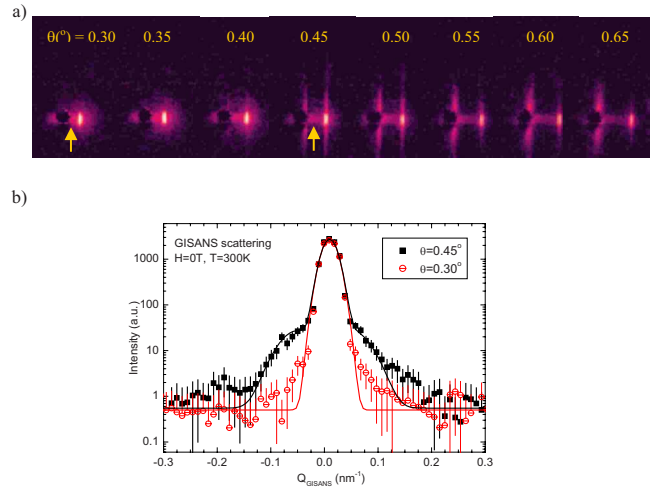 a)
θ(°) = 0.30 0.35 0.40 0.45 0.50 0.55 0.60 0.65
b)
GISANS scattering
H=0T, T=300K
θ=0.45°
θ=0.30°
1000
100
10
1
0.1
Intensity (a.u.)
-0.3 -0.2 -0.1 0.0 0.1 0.2 0.3
Q_GISANS (nm⁻¹)